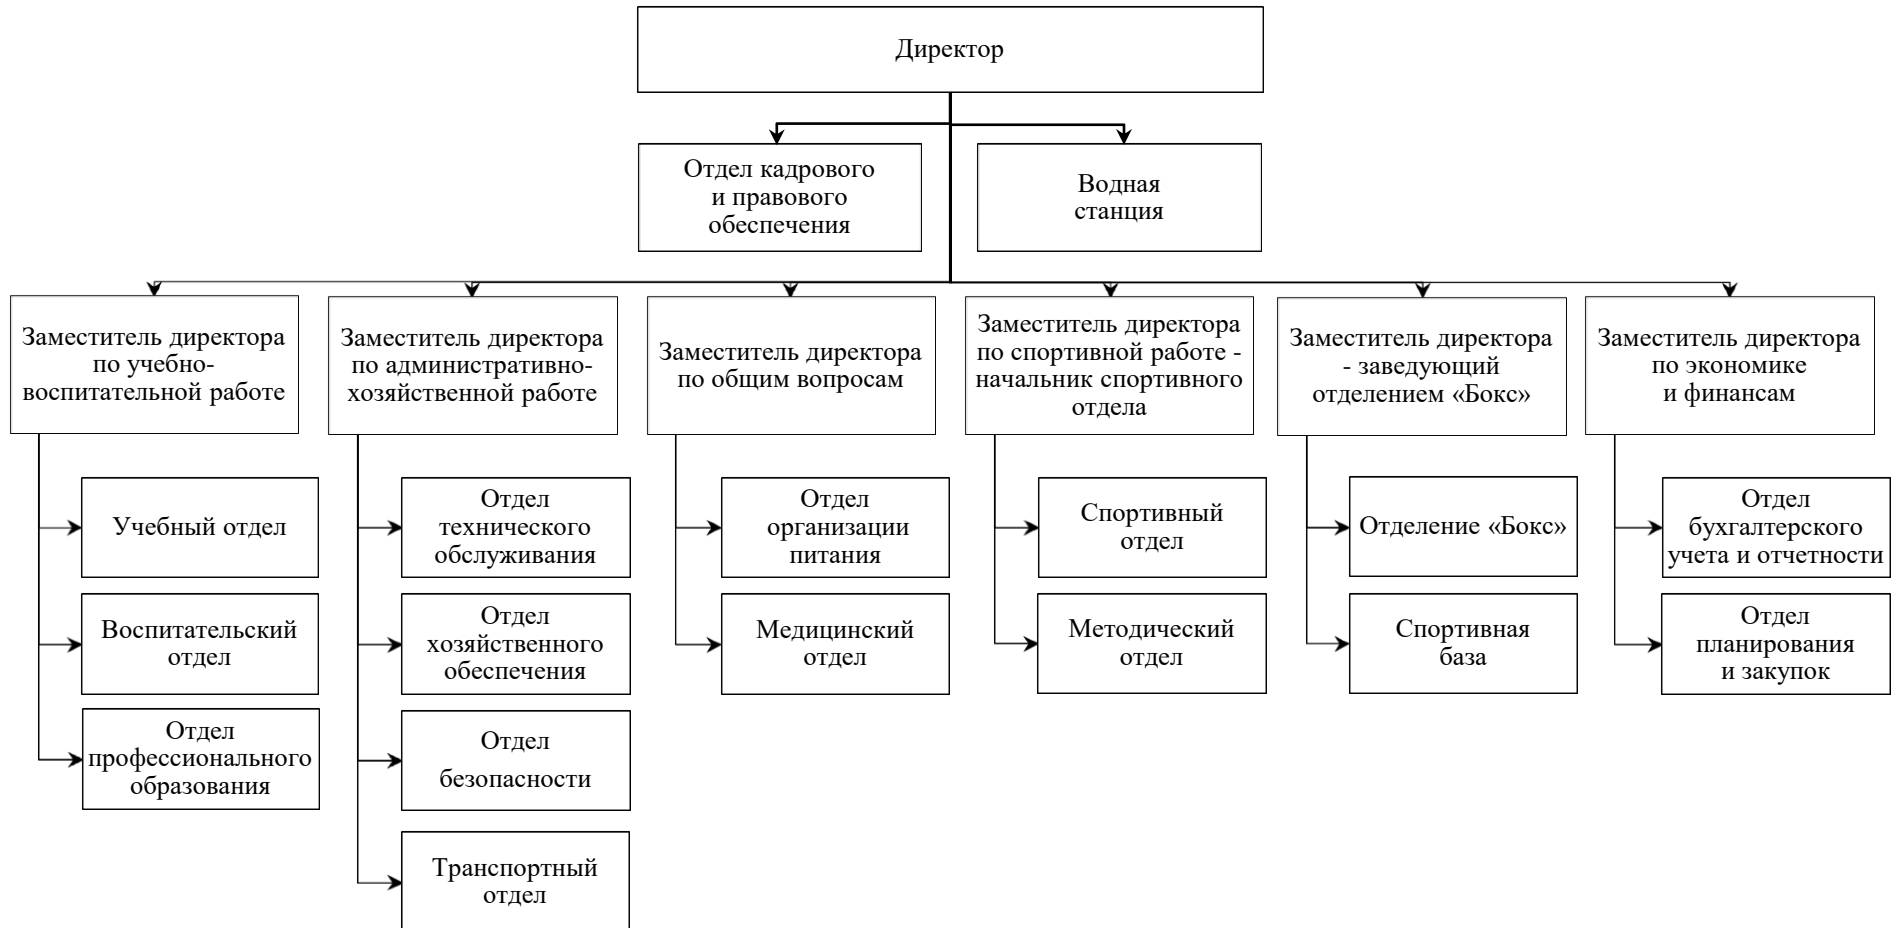 Директор
Отдел кадрового
и правового
обеспечения
Водная
станция
Заместитель директора
по учебно-
воспитательной работе
Заместитель директора
по административно-
хозяйственной работе
Заместитель директора
по общим вопросам
Заместитель директора
по спортивной работе -
начальник спортивного
отдела
Заместитель директора
- заведующий
отделением «Бокс»
Заместитель директора
по экономике
и финансам
Учебный отдел
Воспитательский
отдел
Отдел
профессионального
образования
Отдел
технического
обслуживания
Отдел
хозяйственного
обеспечения
Отдел
безопасности
Транспортный
отдел
Отдел
организации
питания
Медицинский
отдел
Спортивный
отдел
Методический
отдел
Отделение «Бокс»
Спортивная
база
Отдел
бухгалтерского
учета и отчетности
Отдел
планирования
и закупок